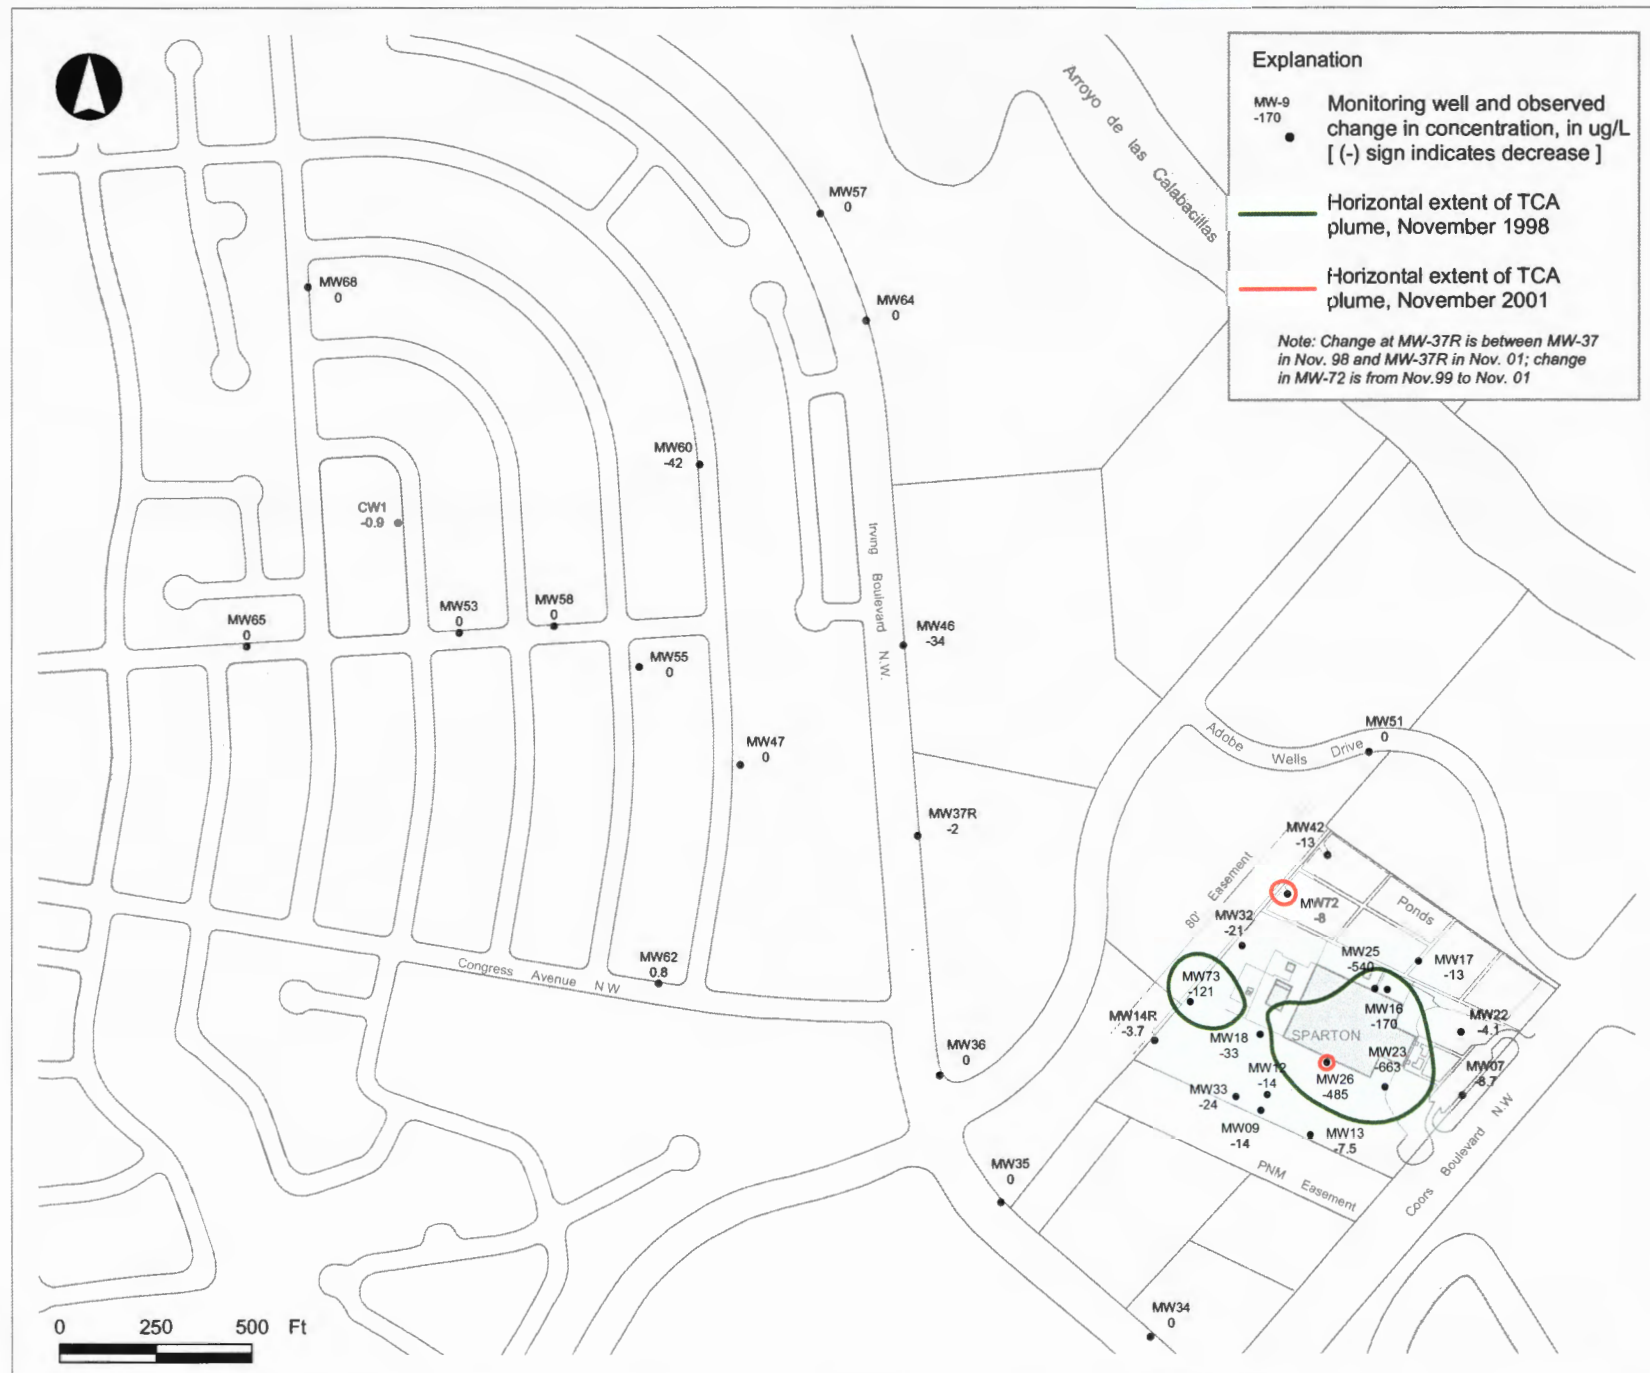 Explanation
MW-9
-170
Monitoring well and observed
change in concentration, in ug/L
[ (-) sign indicates decrease ]
Horizontal extent of TCA
plume, November 1998
Horizontal extent of TCA
plume, November 2001
Note: Change at MW-37R is between MW-37
in Nov. 98 and MW-37R in Nov. 01; change
in MW-72 is from Nov.99 to Nov. 01
Arroyo de las Calabacillas
MW57
0
MW68
0
MW64
0
MW60
-42
CW1
-0.9
Irving Boulevard N.W.
MW53
0
MW58
0
MW65
0
MW46
-34
MW55
0
MW51
0
Adobe Wells Drive
MW47
0
MW37R
-2
MW42
-13
80' Easement
MW72
-8
Ponds
MW32
-21
MW25
-540
MW17
-13
MW62
0.8
Congress Avenue N W
MW73
-121
MW16
-170
MW14R
-3.7
MW22
-4.1
MW18
-33
SPARTON
MW36
0
MW23
-663
MW12
-14
MW26
-485
MW07
-8.7
MW33
-24
MW09
-14
MW13
-7.5
MW35
0
PNM Easement
Coors Boulevard N.W
MW34
0
0 250 500 Ft